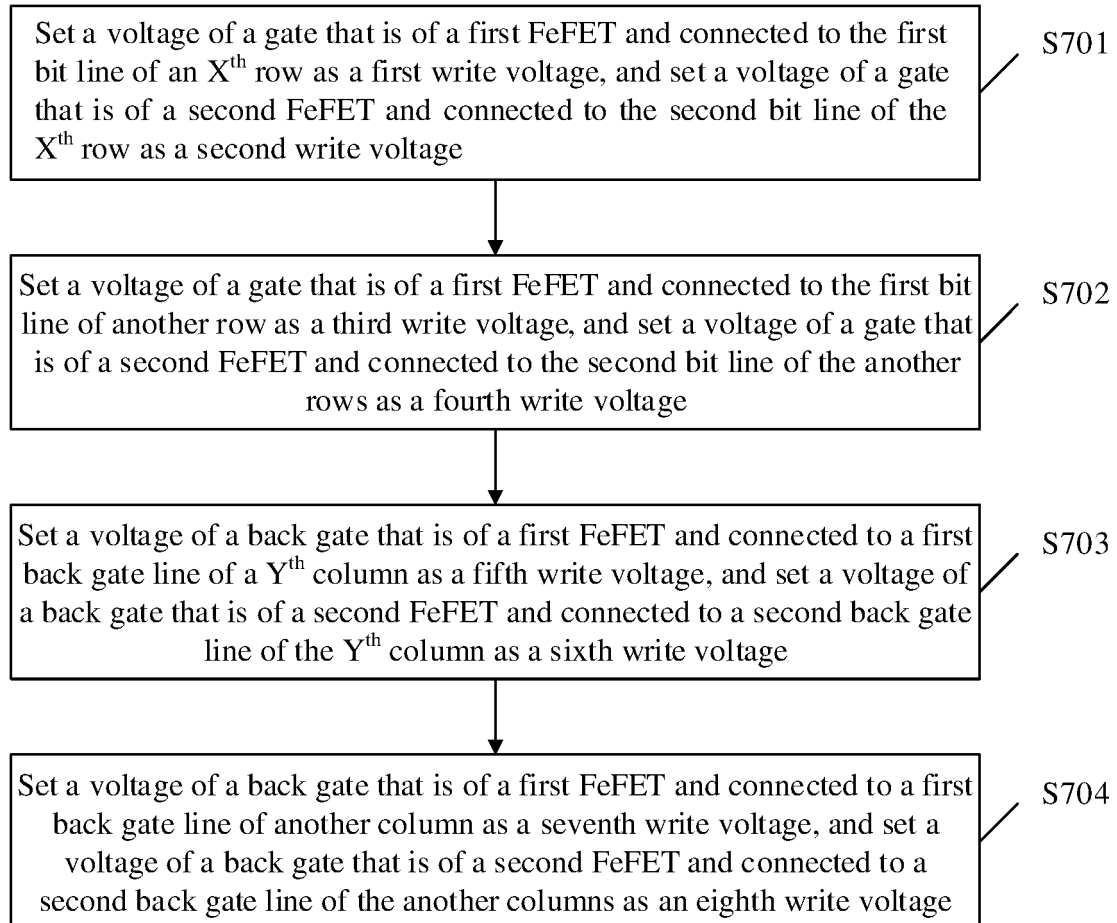 Set a voltage of a gate that is of a first FeFET and connected to the first
bit line of an Xth row as a first write voltage, and set a voltage of a gate
that is of a second FeFET and connected to the second bit line of the
Xth row as a second write voltage
S701
Set a voltage of a gate that is of a first FeFET and connected to the first bit
line of another row as a third write voltage, and set a voltage of a gate that
is of a second FeFET and connected to the second bit line of the another
rows as a fourth write voltage
S702
Set a voltage of a back gate that is of a first FeFET and connected to a first
back gate line of a Yth column as a fifth write voltage, and set a voltage of
a back gate that is of a second FeFET and connected to a second back gate
line of the Yth column as a sixth write voltage
S703
Set a voltage of a back gate that is of a first FeFET and connected to a first
back gate line of another column as a seventh write voltage, and set a
voltage of a back gate that is of a second FeFET and connected to a
second back gate line of the another columns as an eighth write voltage
S704